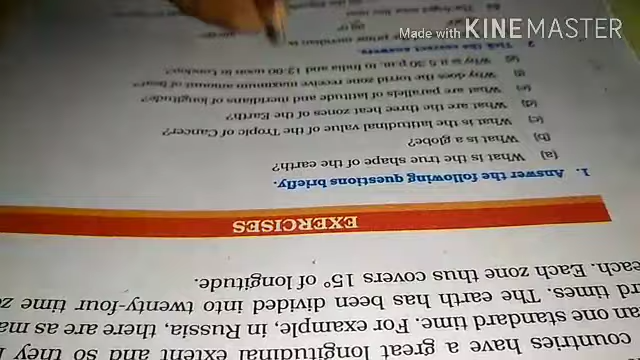 Made with KINEMASTER
countries have a great longitudinal extent and so they
an one standard time. For example, in Russia, there are as
rd times. The earth has been divided into twenty-four time
each. Each zone thus covers 15° of longitude.
EXERCISES
1. Answer the following questions briefly.
(a) What is the true shape of the earth?
(b) What is a globe?
(c) What is the latitudinal value of the Tropic of Cancer?
(d) What are the three heat zones of the Earth?
(e) What are parallels of latitude and meridians of longitude?
(f) Why does the torrid zone receive maximum amount of heat?
(g) Why is it 5.30 p.m. in India and 12.00 noon in London?
2 Tick the correct answers.
prime meridian is